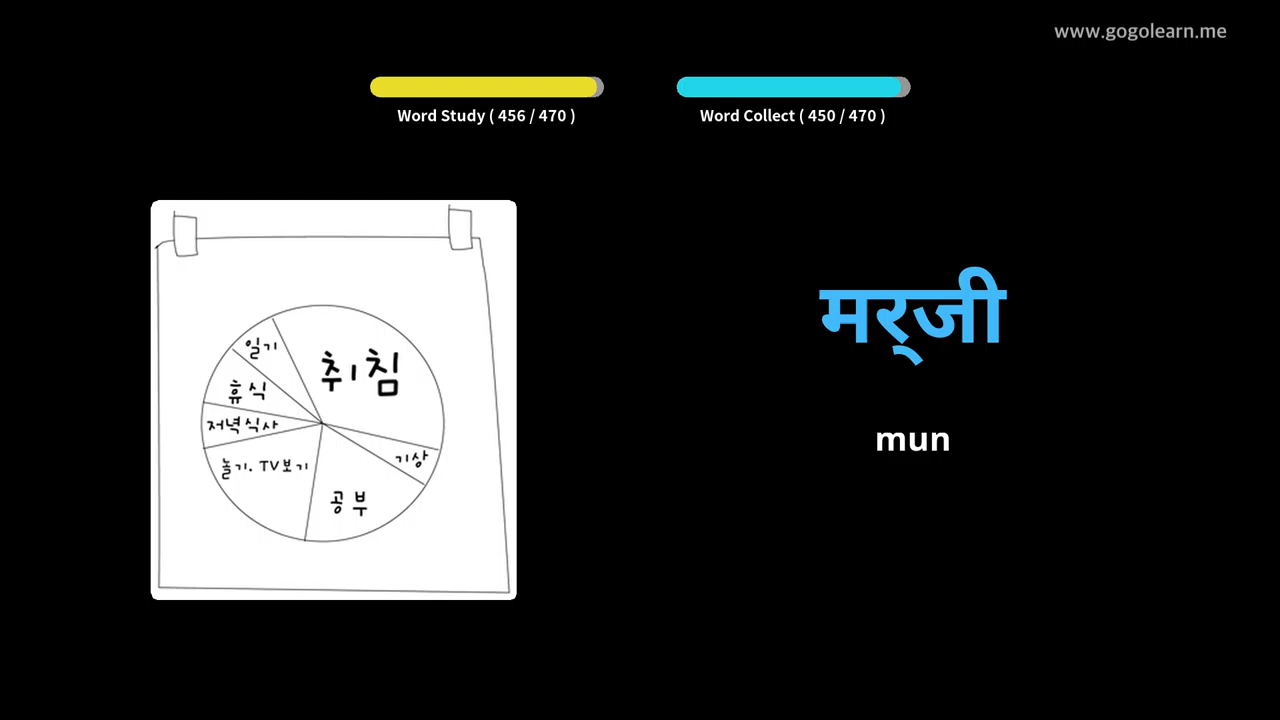 www.gogolearn.me
Word Study ( 456 / 470 )
Word Collect ( 450 / 470 )
일기
취침
휴식
저녁식사
놀기. TV보기
기상
공부
मर्‌जी
mun